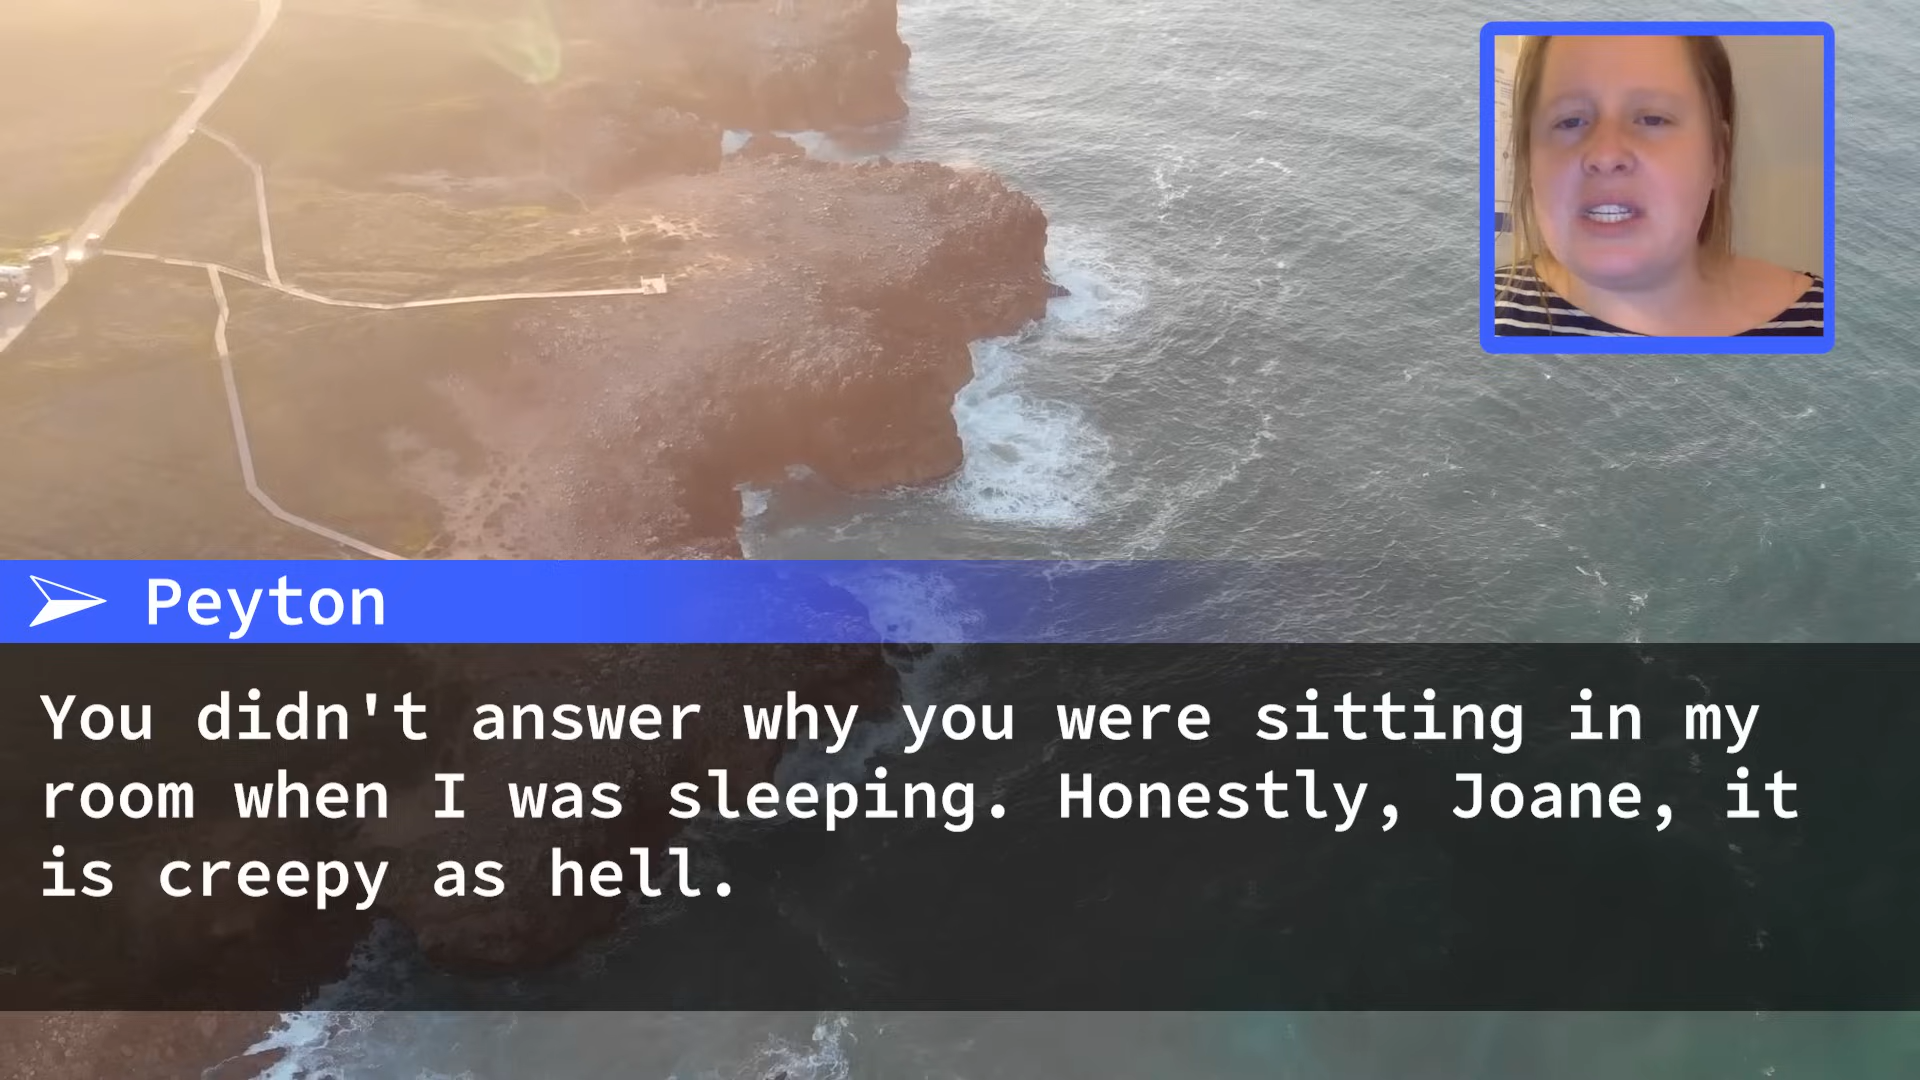 Peyton
You didn't answer why you were sitting in my
room when I was sleeping. Honestly, Joane, it
is creepy as hell.